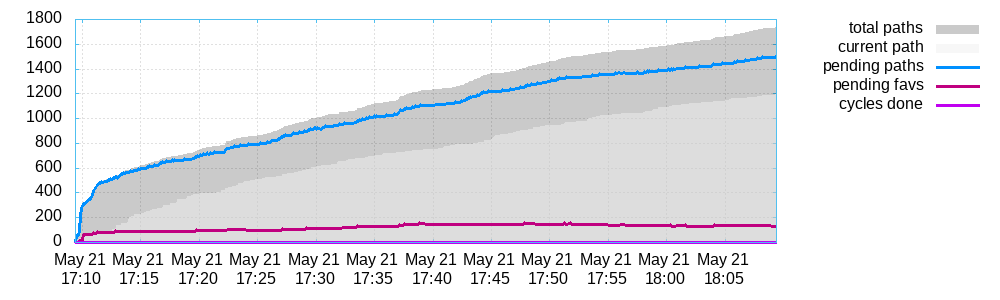 1800
1600
1400
1200
1000
800
600
400
200
0
May 21 May 21 May 21 May 21 May 21 May 21 May 21 May 21 May 21 May 21 May 21 May 21
17:10 17:15 17:20 17:25 17:30 17:35 17:40 17:45 17:50 17:55 18:00 18:05
total paths
current path
pending paths
pending favs
cycles done